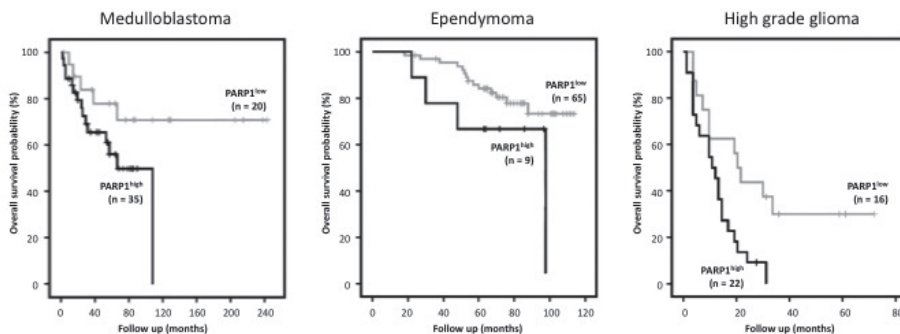 Medulloblastoma
Overall survival probability (%)
100
80
60
40
20
0
PARP1low
(n = 20)
PARP1high
(n = 35)
0 40 80 120 160 200 240
Follow up (months)
Ependymoma
Overall survival probability (%)
100
80
60
40
20
0
PARP1low
(n = 65)
PARP1high
(n = 9)
0 20 40 60 80 100 120
Follow up (months)
High grade glioma
Overall survival probability (%)
100
80
60
40
20
0
PARP1low
(n = 16)
PARP1high
(n = 22)
0 20 40 60 80
Follow up (months)